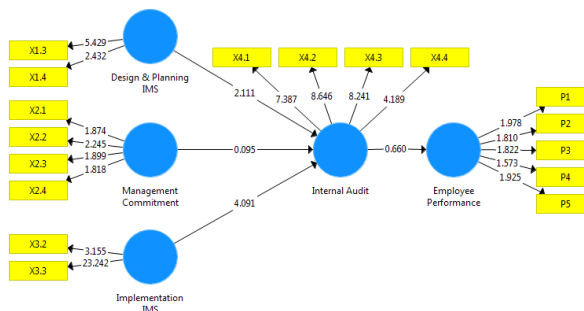 X1.3
5.429
2.432
X1.4
Design & Planning
IMS
X4.1
X4.2
X4.3
X4.4
7.387
8.646
8.241
4.189
2.111
X2.1
X2.2
X2.3
X2.4
1.874
2.245
1.899
1.818
Management
Commitment
0.095
Internal Audit
0.660
Employee
Performance
P1
P2
P3
P4
P5
1.978
1.810
1.822
1.573
1.925
4.091
X3.2
X3.3
3.155
23.242
Implementation
IMS